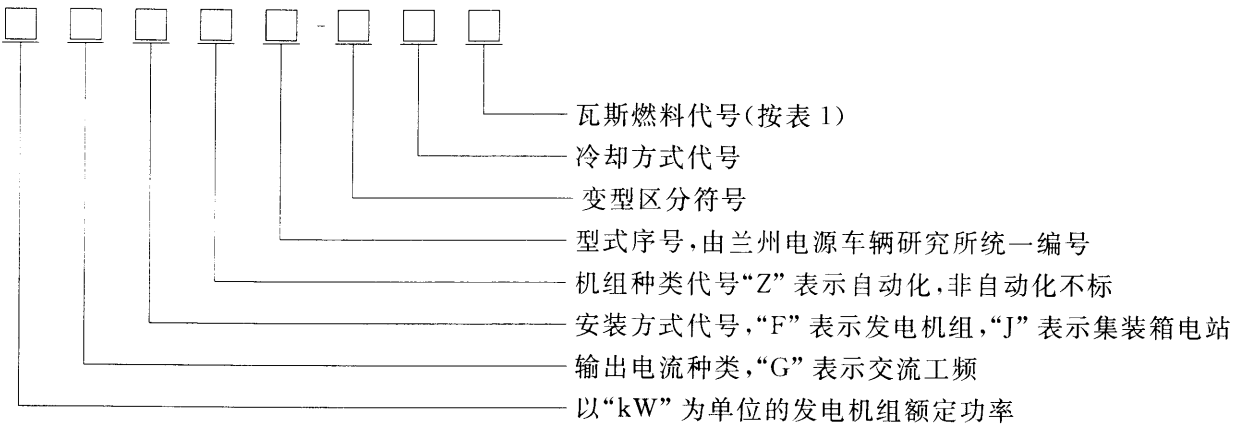 瓦斯燃料代号(按表1)
冷却方式代号
变型区分符号
型式序号,由兰州电源车辆研究所统一编号
机组种类代号“Z”表示自动化,非自动化不标
安装方式代号,“F”表示发电机组,“J”表示集装箱电站
输出电流种类,“G”表示交流工频
以“kW”为单位的发电机组额定功率